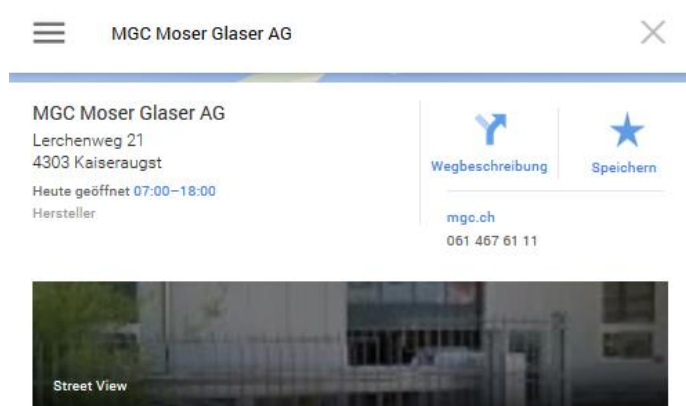 MGC Moser Glaser AG
MGC Moser Glaser AG
Lerchenweg 21
4303 Kaiseraugst
Heute geöffnet 07:00–18:00
Hersteller
Wegbeschreibung
Speichern
mgc.ch
061 467 61 11
Street View